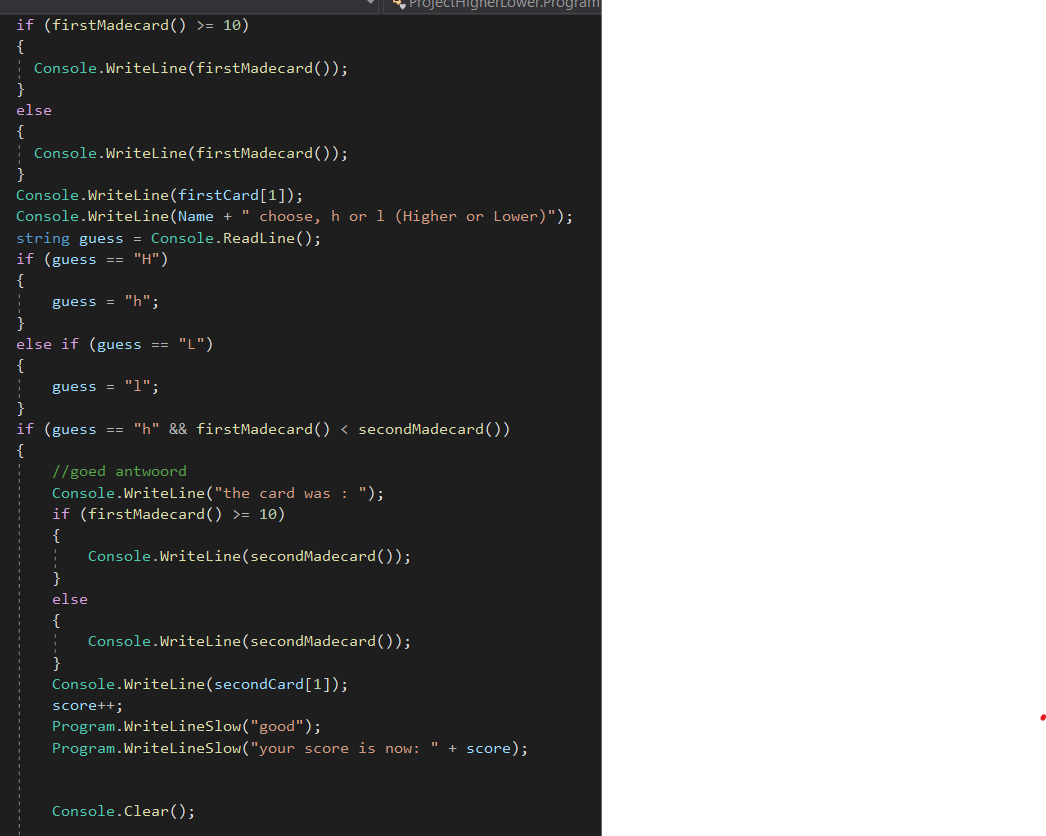 ProjectHigherLower.Program
if (firstMadecard() >= 10)
{
Console.WriteLine(firstMadecard());
}
else
{
Console.WriteLine(firstMadecard());
}
Console.WriteLine(firstCard[1]);
Console.WriteLine(Name + " choose, h or l (Higher or Lower)");
string guess = Console.ReadLine();
if (guess == "H")
{
guess = "h";
}
else if (guess == "L")
{
guess = "l";
}
if (guess == "h" && firstMadecard() < secondMadecard())
{
//goed antwoord
Console.WriteLine("the card was : ");
if (firstMadecard() >= 10)
{
Console.WriteLine(secondMadecard());
}
else
{
Console.WriteLine(secondMadecard());
}
Console.WriteLine(secondCard[1]);
score++;
Program.WriteLineSlow("good");
Program.WriteLineSlow("your score is now: " + score);
Console.Clear();